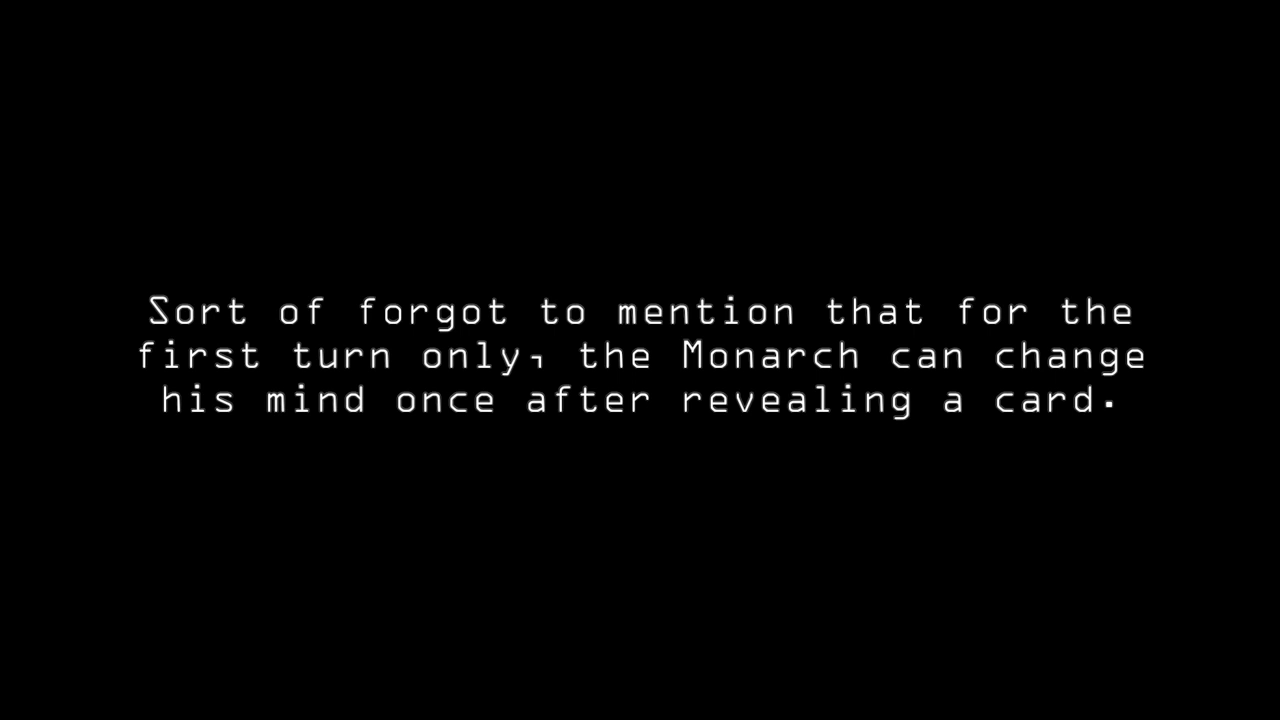 Sort of forgot to mention that for the
first turn only, the Monarch can change
his mind once after revealing a card.